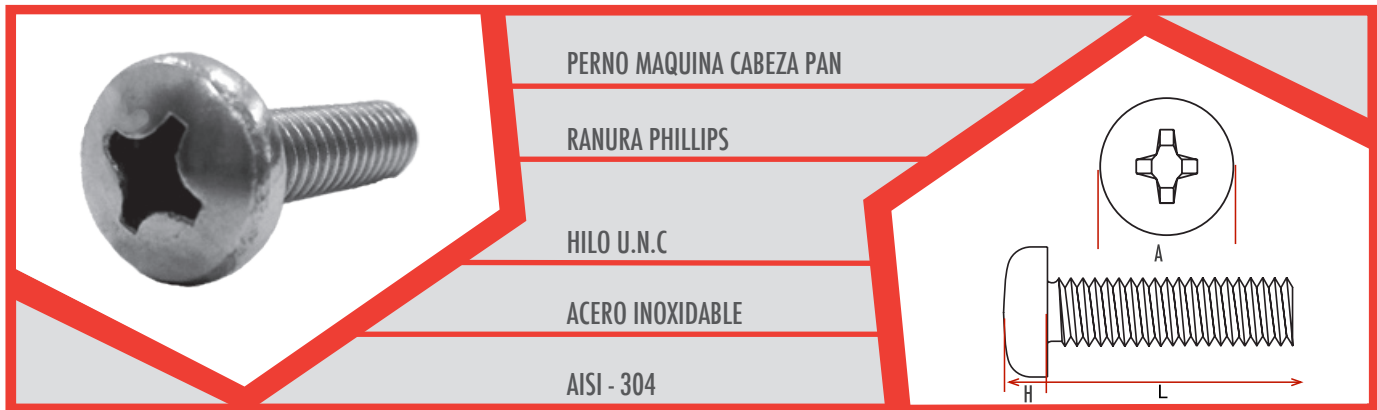 PERNO MAQUINA CABEZA PAN
RANURA PHILLIPS
HILO U.N.C
ACERO INOXIDABLE
AISI - 304
A
H
L